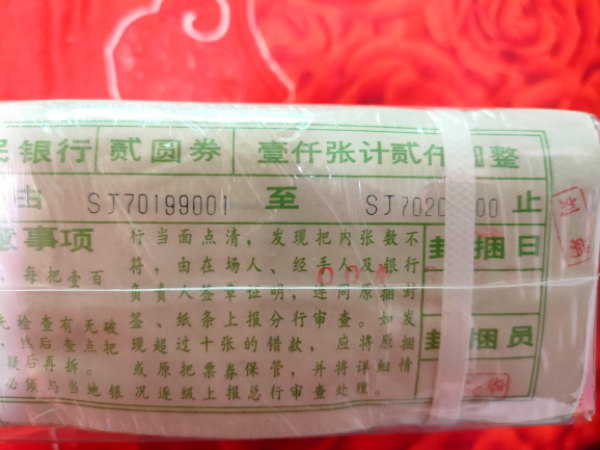 民银行 贰圆券 壹仟张计贰仟圆整
由 SJ70199001 至 SJ7020 00 止
意事项
每把壹百
先检查有无破
找后差点把
疑后再拆。
必须与当地银
行当面点清，发现把内张数不
符，由在场人、经手人及银行
负责人签章证明，连同原捆封
签、纸条上报分行审查。如发
现超过十张的错款，应将原捆
或原把票券保管，并将详细情
况逐级上报总行审查处理。
004
封捆日
封捆员